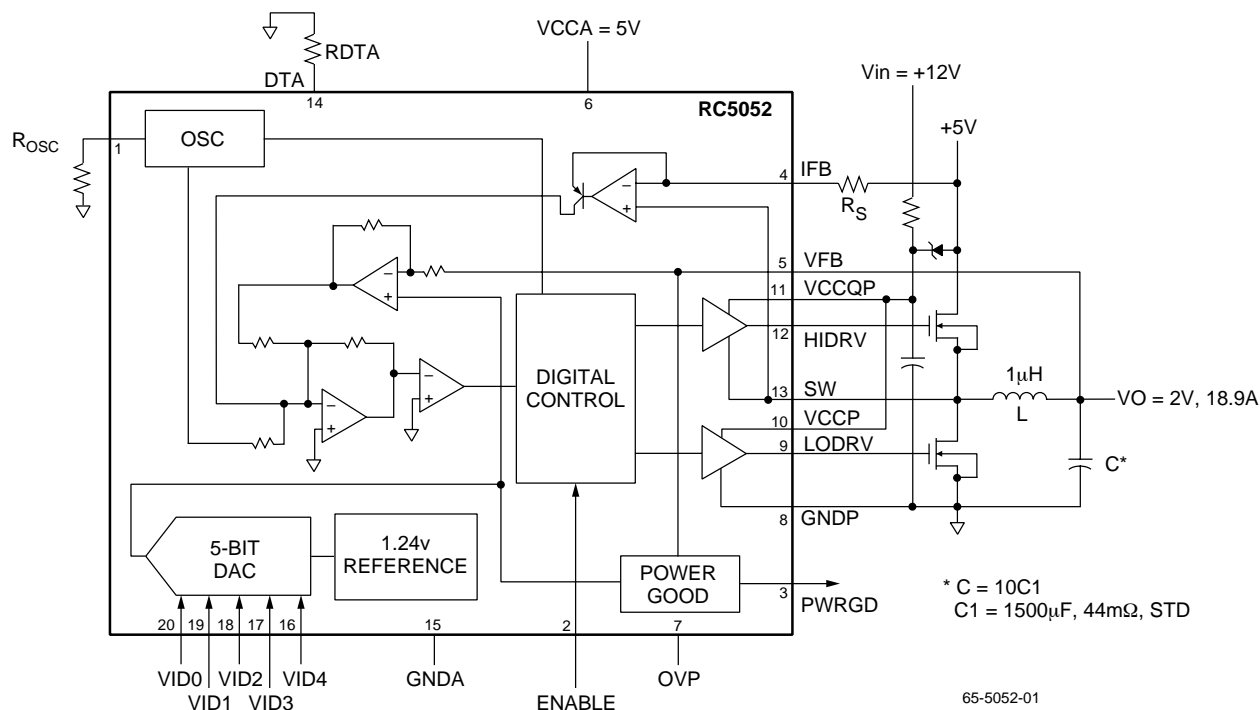 VCCA = 5V
RDTA
DTA
14
6
Vin = +12V
+5V
RC5052
ROSC
1
OSC
4
IFB
RS
–
+
5
VFB
–
+
11
VCCQP
12
HIDRV
DIGITAL
CONTROL
–
+
–
+
13
SW
1μH
L
VO = 2V, 18.9A
10
VCCP
9
LODRV
C*
8
GNDP
5-BIT
DAC
1.24v
REFERENCE
POWER
GOOD
3
PWRGD
* C = 10C1
C1 = 1500μF, 44mΩ, STD
20
19
18
17
16
15
2
7
VID0
VID1
VID2
VID3
VID4
GNDA
ENABLE
OVP
65-5052-01